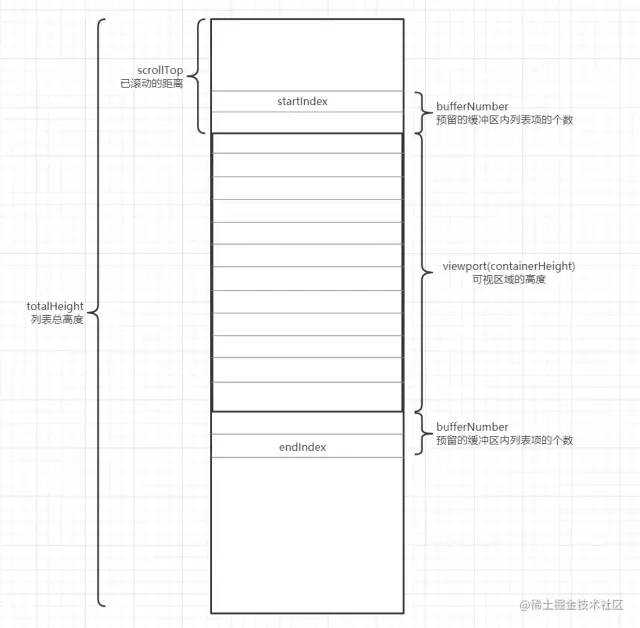 scrollTop
已滚动的距离
startIndex
bufferNumber
预留的缓冲区内列表项的个数
viewport(containerHeight)
可视区域的高度
totalHeight
列表总高度
bufferNumber
预留的缓冲区内列表项的个数
endIndex
@稀土掘金技术社区